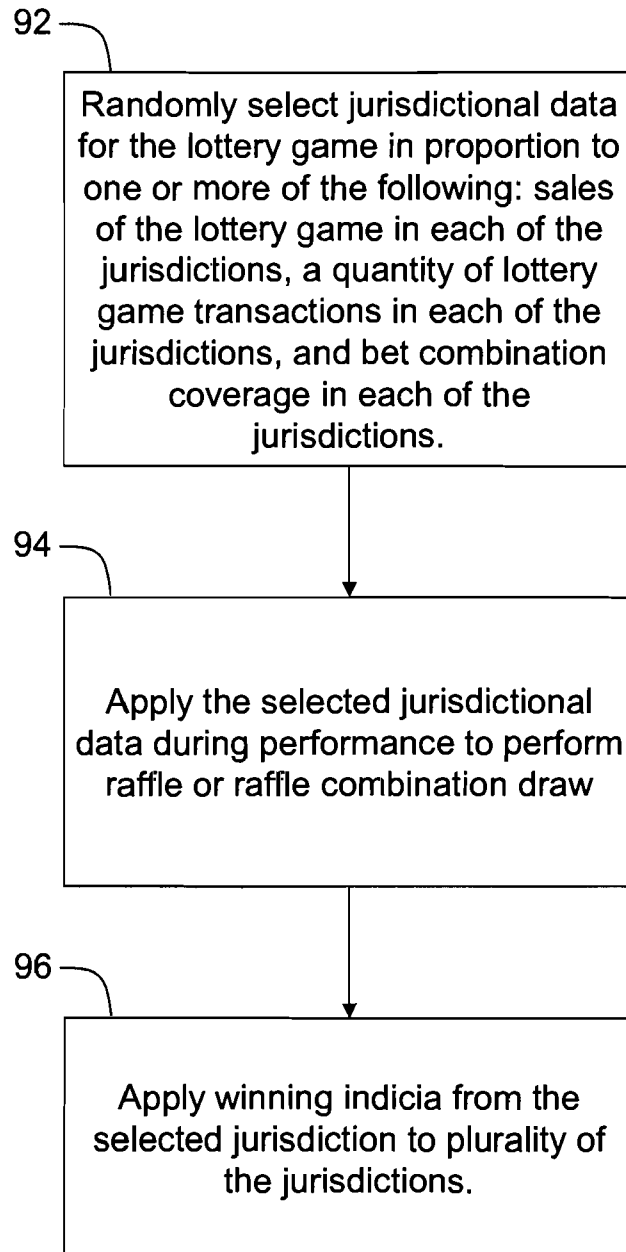 92
Randomly select jurisdictional data
for the lottery game in proportion to
one or more of the following: sales
of the lottery game in each of the
jurisdictions, a quantity of lottery
game transactions in each of the
jurisdictions, and bet combination
coverage in each of the
jurisdictions.
94
Apply the selected jurisdictional
data during performance to perform
raffle or raffle combination draw
96
Apply winning indicia from the
selected jurisdiction to plurality of
the jurisdictions.